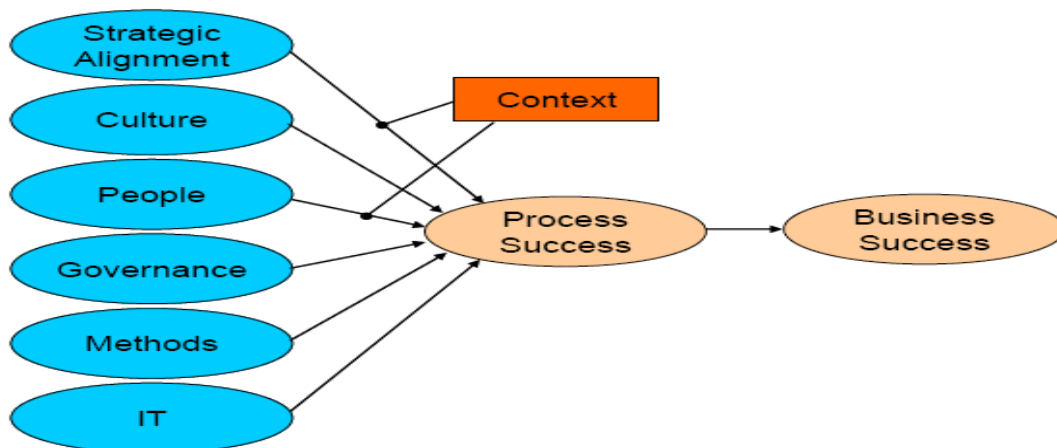 Strategic
Alignment
Culture
People
Governance
Methods
IT
Context
Process
Success
Business
Success